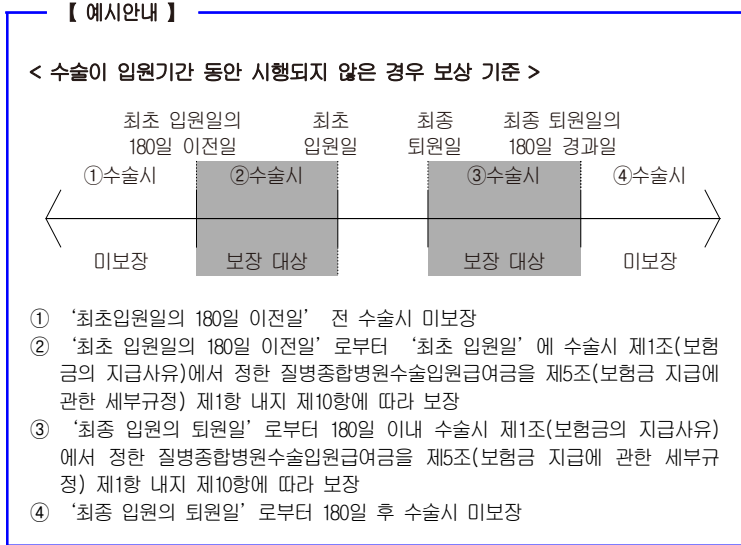 【 예시안내 】
< 수술이 입원기간 동안 시행되지 않은 경우 보상 기준 >
최초 입원일의 최초 최종 최종 퇴원일의
180일 이전일 입원일 퇴원일 180일 경과일
①수술시 ②수술시 ③수술시 ④수술시
미보장 보장 대상 보장 대상 미보장
① ‘최초입원일의 180일 이전일’ 전 수술시 미보장
② ‘최초 입원일의 180일 이전일’로부터 ‘최초 입원일’에 수술시 제1조(보험
금의 지급사유)에서 정한 질병종합병원수술입원급여금을 제5조(보험금 지급에
관한 세부규정) 제1항 내지 제10항에 따라 보장
③ ‘최종 입원의 퇴원일’로부터 180일 이내 수술시 제1조(보험금의 지급사유)
에서 정한 질병종합병원수술입원급여금을 제5조(보험금 지급에 관한 세부규
정) 제1항 내지 제10항에 따라 보장
④ ‘최종 입원의 퇴원일’로부터 180일 후 수술시 미보장